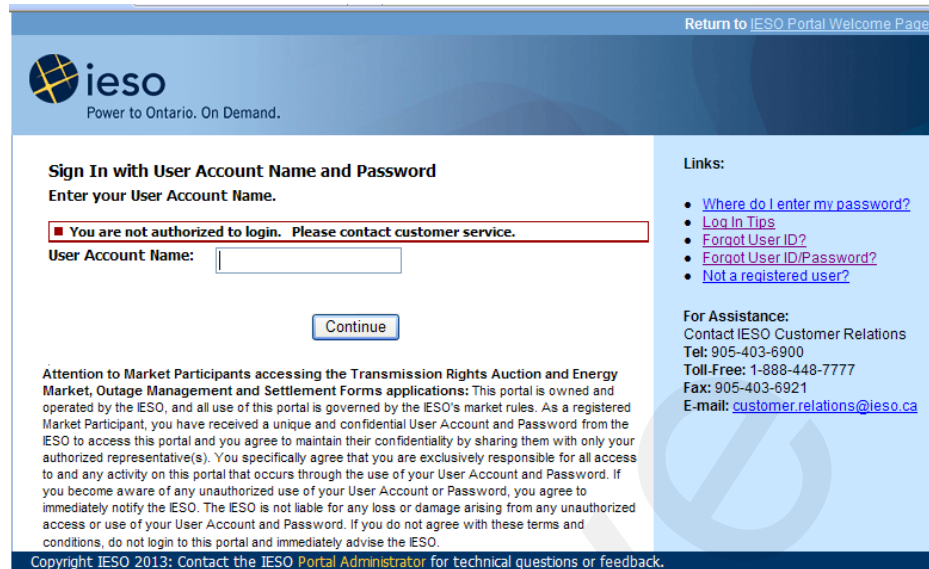 Return to IESO Portal Welcome Page
ieso
Power to Ontario. On Demand.
Sign In with User Account Name and Password
Enter your User Account Name.
You are not authorized to login. Please contact customer service.
User Account Name:
Continue
Attention to Market Participants accessing the Transmission Rights Auction and Energy
Market, Outage Management and Settlement Forms applications: This portal is owned and
operated by the IESO, and all use of this portal is governed by the IESO's market rules. As a registered
Market Participant, you have received a unique and confidential User Account and Password from the
IESO to access this portal and you agree to maintain their confidentiality by sharing them with only your
authorized representative(s). You specifically agree that you are exclusively responsible for all access
to and any activity on this portal that occurs through the use of your User Account and Password. If
you become aware of any unauthorized use of your User Account or Password, you agree to
immediately notify the IESO. The IESO is not liable for any loss or damage arising from any unauthorized
access or use of your User Account and Password. If you do not agree with these terms and
conditions, do not login to this portal and immediately advise the IESO.
Links:
Where do I enter my password?
Log In Tips
Forgot User ID?
Forgot User ID/Password?
Not a registered user?
For Assistance:
Contact IESO Customer Relations
Tel: 905-403-6900
Toll-Free: 1-888-448-7777
Fax: 905-403-6921
E-mail: customer.relations@ieso.ca
Copyright IESO 2013: Contact the IESO Portal Administrator for technical questions or feedback.